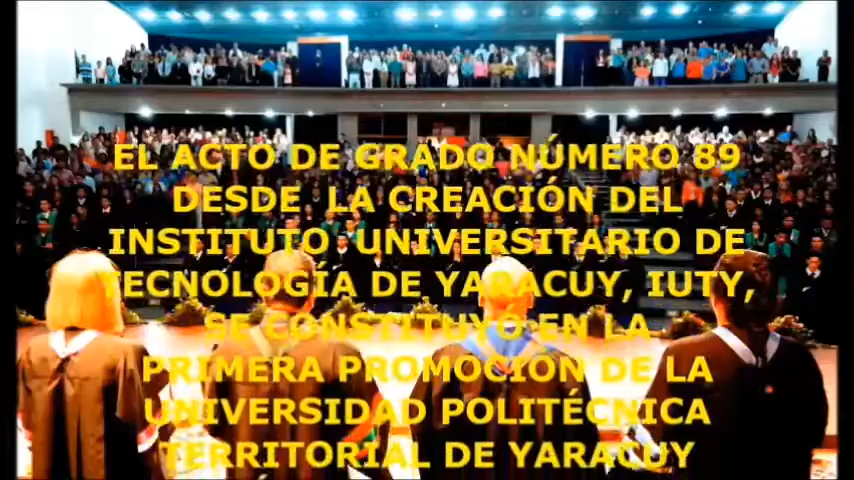 EL ACTO DE GRADO NÚMERO 89
DESDE LA CREACIÓN DEL
INSTITUTO UNIVERSITARIO DE
TECNOLOGÍA DE YARACUY, IUTY,
SE CONSTITUYÓ EN LA
PRIMERA PROMOCIÓN DE LA
UNIVERSIDAD POLITÉCNICA
TERRITORIAL DE YARACUY